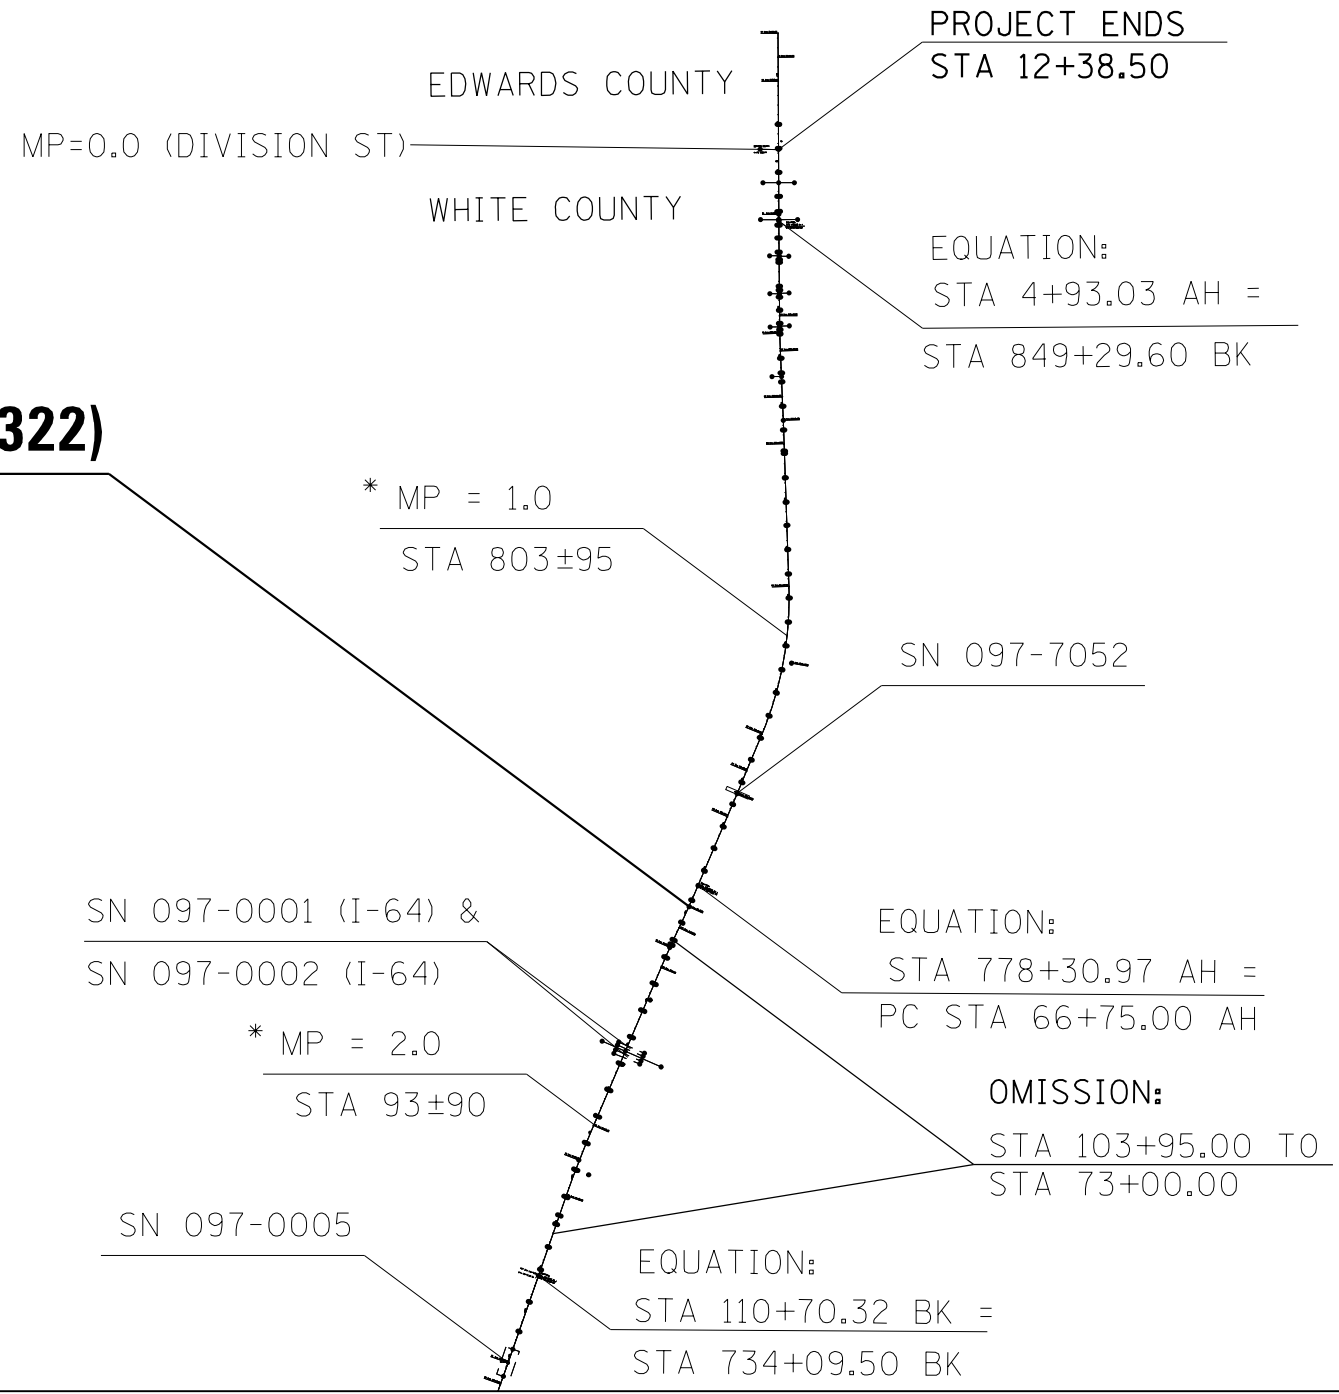 PROJECT ENDS
STA 12+38.50
EDWARDS COUNTY
MP=0.0 (DIVISION ST)
WHITE COUNTY
EQUATION:
STA 4+93.03 AH =
STA 849+29.60 BK
322)
* MP = 1.0
STA 803±95
SN 097-7052
SN 097-0001 (I-64) &
SN 097-0002 (I-64)
EQUATION:
STA 778+30.97 AH =
PC STA 66+75.00 AH
* MP = 2.0
STA 93±90
OMISSION:
STA 103+95.00 TO
STA 73+00.00
SN 097-0005
EQUATION:
STA 110+70.32 BK =
STA 734+09.50 BK